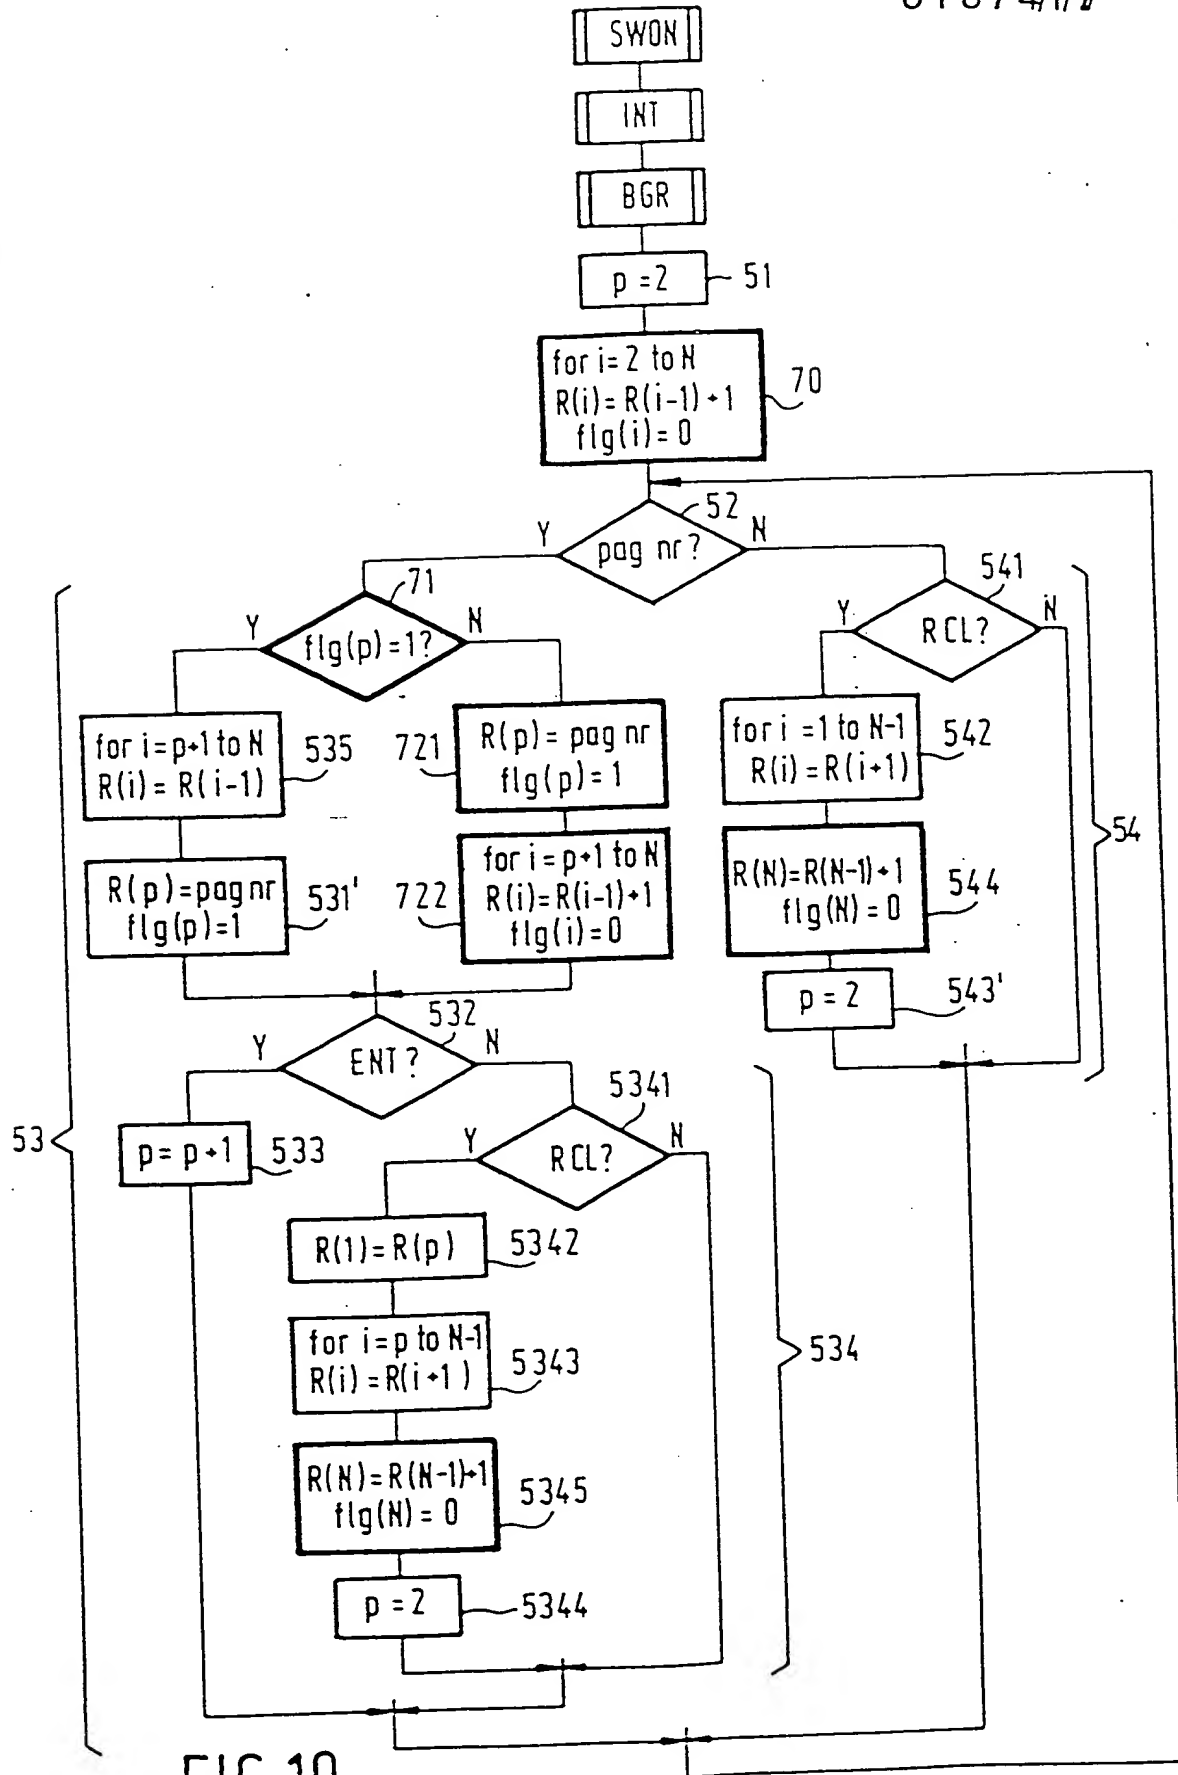 SWON
INT
BGR
p = 2
51
for i = 2 to N
R(i) = R(i-1) + 1
flg(i) = 0
70
52
Y
pag nr?
N
71
Y
flg(p) = 1?
N
541
Y
RCL?
N
for i = p+1 to N
R(i) = R(i-1)
535
721
R(p) = pag nr
flg(p) = 1
for i = 1 to N-1
R(i) = R(i+1)
542
R(p) = pag nr
flg(p) = 1
531'
722
for i = p+1 to N
R(i) = R(i-1) + 1
flg(i) = 0
R(N) = R(N-1) + 1
flg(N) = 0
544
54
p = 2
543'
532
Y
ENT?
N
53
p = p + 1
533
5341
Y
RCL?
N
R(1) = R(p)
5342
for i = p to N-1
R(i) = R(i+1)
5343
534
R(N) = R(N-1) + 1
flg(N) = 0
5345
p = 2
5344
FIG.10